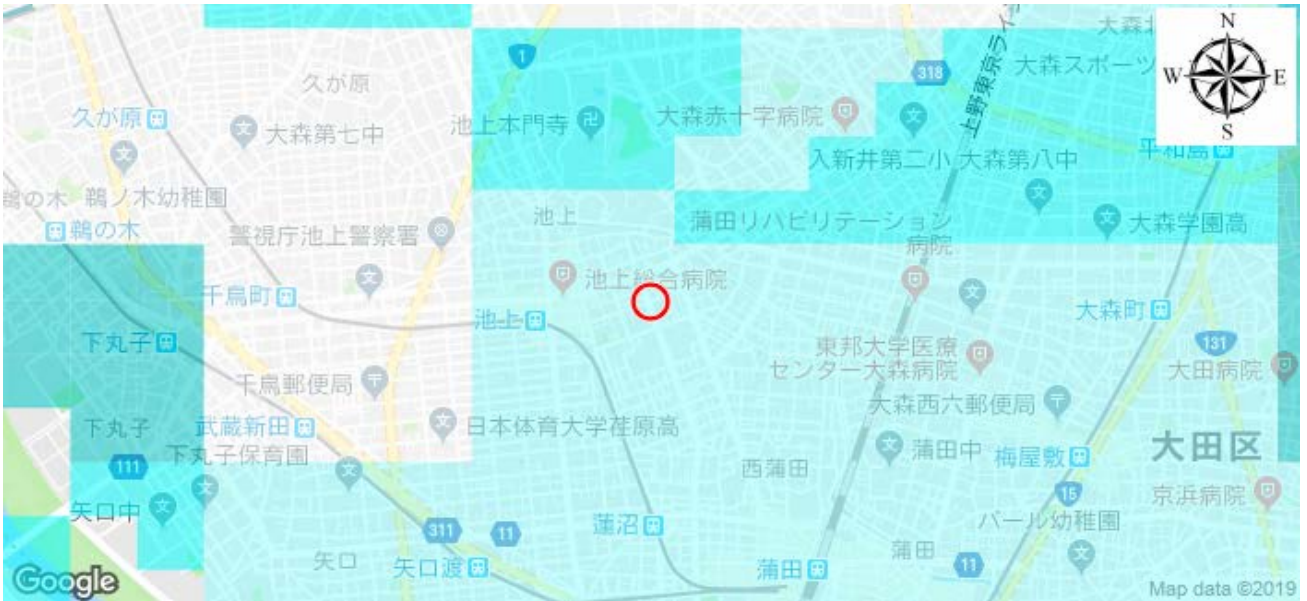 N
W E
S
1
318
大森スポーツ
上野東京ライ
久が原
久が原
大森第七中
池上本門寺
大森赤十字病院
入新井第二小
大森第八中
平和島
鵜の木
鵜ノ木幼稚園
鵜の木
池上
蒲田リハビリテーション
病院
大森学園高
警視庁池上警察署
池上総合病院
千鳥町
池上
大森町
下丸子
131
東邦大学医療
センター大森病院
大田病院
千鳥郵便局
大森西六郵便局
下丸子
武蔵新田
日本体育大学荏原高
下丸子保育園
蒲田中
梅屋敷
大田区
111
西蒲田
京浜病院
15
矢口中
パール幼稚園
311
11
蓮沼
矢口
矢口渡
蒲田
蒲田
11
Google
Map data ©2019